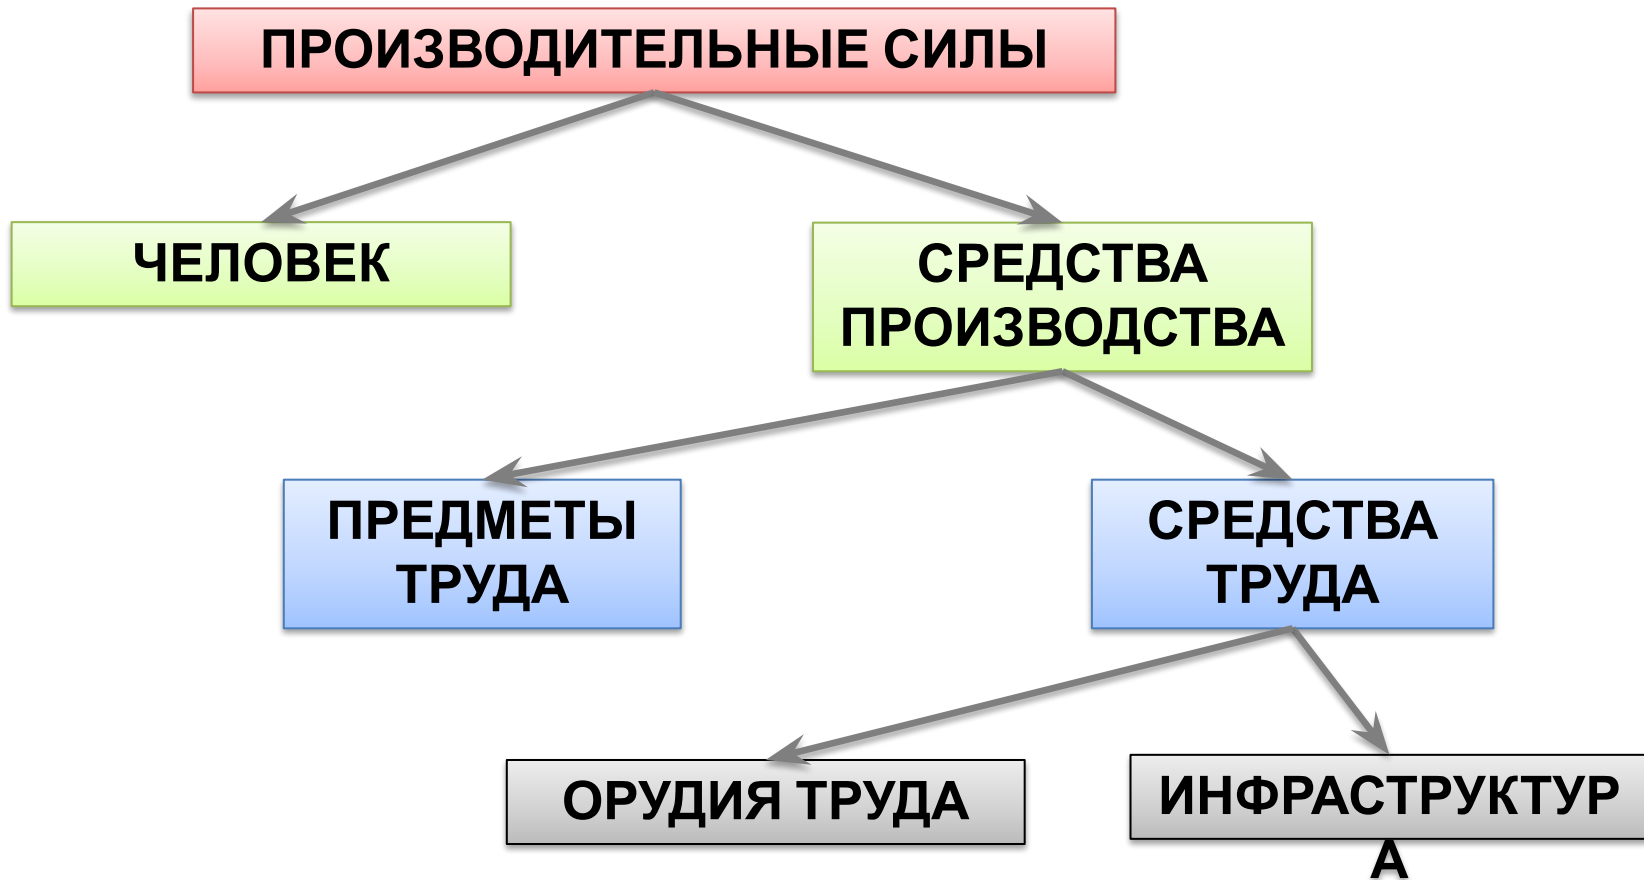 ПРОИЗВОДИТЕЛЬНЫЕ СИЛЫ
ЧЕЛОВЕК
СРЕДСТВА
ПРОИЗВОДСТВА
ПРЕДМЕТЫ
ТРУДА
СРЕДСТВА
ТРУДА
ОРУДИЯ ТРУДА
ИНФРАСТРУКТУР
А